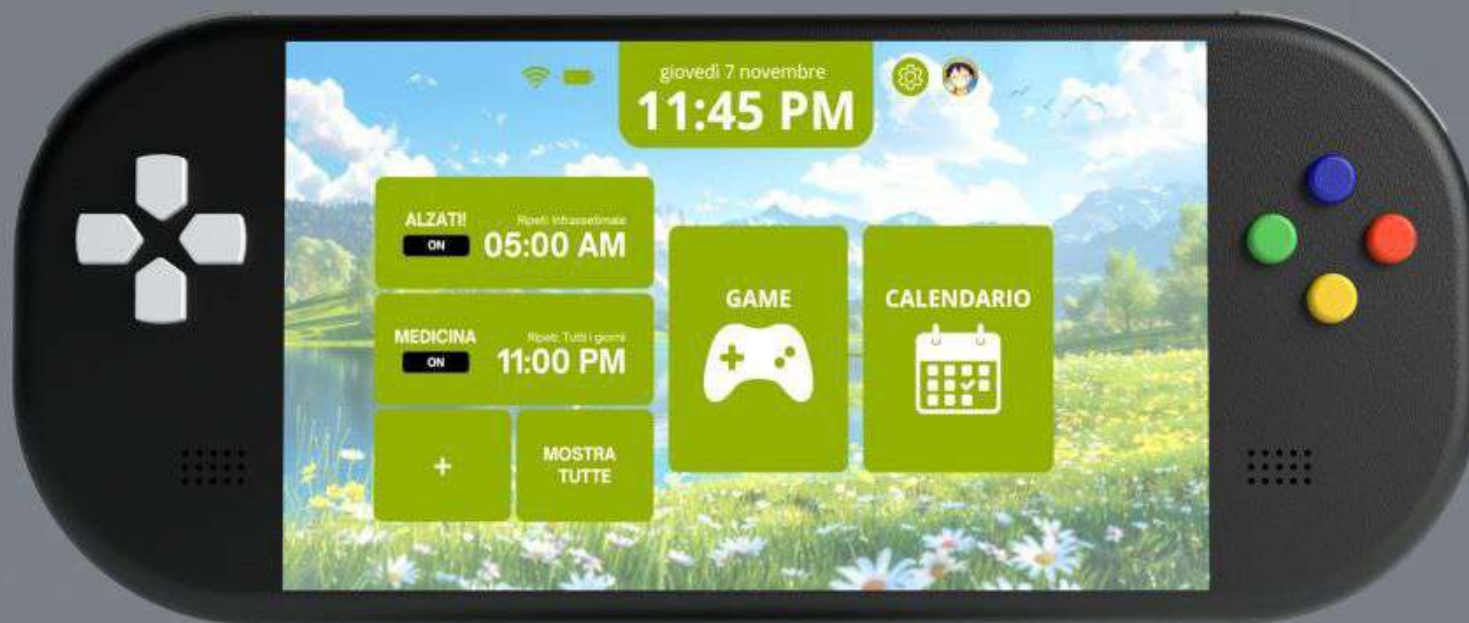 giovedì 7 novembre
11:45 PM
ALZATI!
Ripeti: Infrassetimale
ON
05:00 AM
MEDICINA
Ripeti: Tutti i giorni
ON
11:00 PM
+
MOSTRA
TUTTE
GAME
CALENDARIO